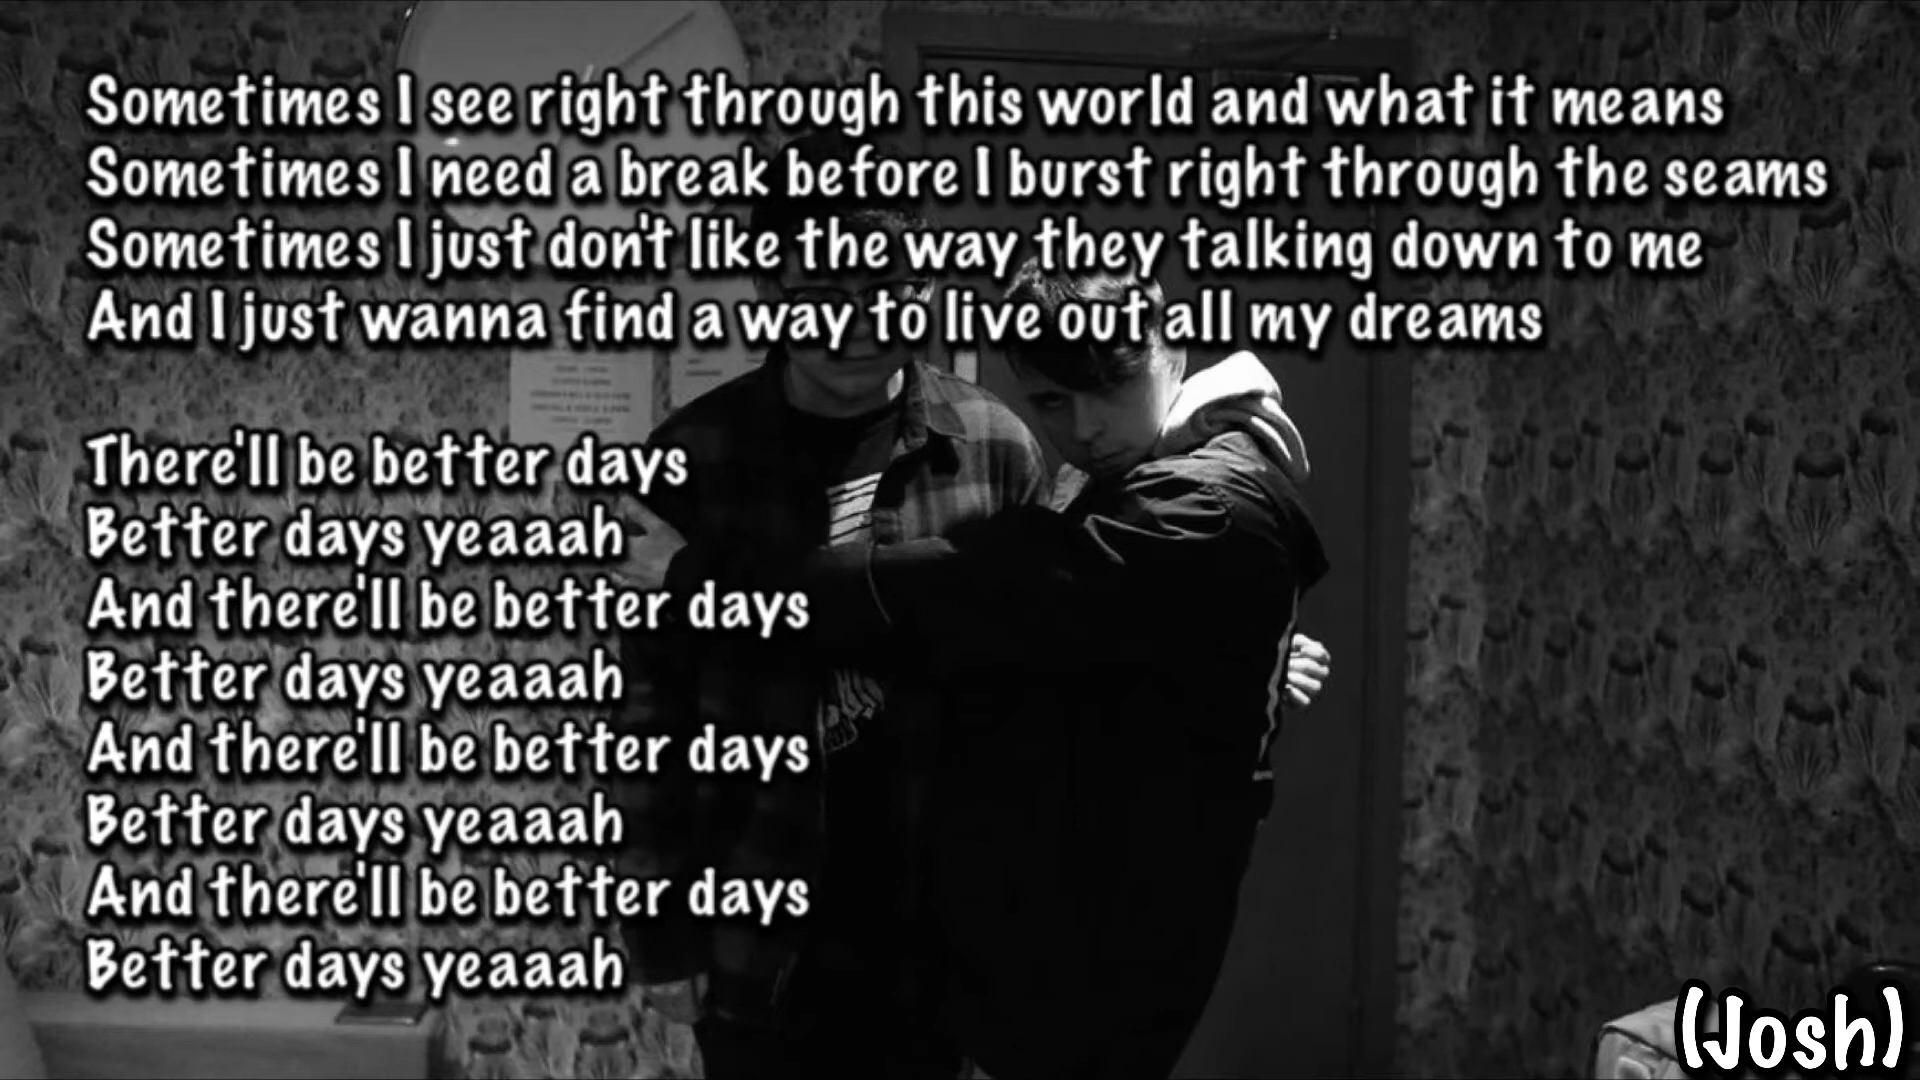 Sometimes I see right through this world and what it means
Sometimes I need a break before I burst right through the seams
Sometimes I just don't like the way they talking down to me
And I just wanna find a way to live out all my dreams
There'll be better days
Better days yeaaah
And there'll be better days
Better days yeaaah
And there'll be better days
Better days yeaaah
And there'll be better days
Better days yeaaah
(Josh)